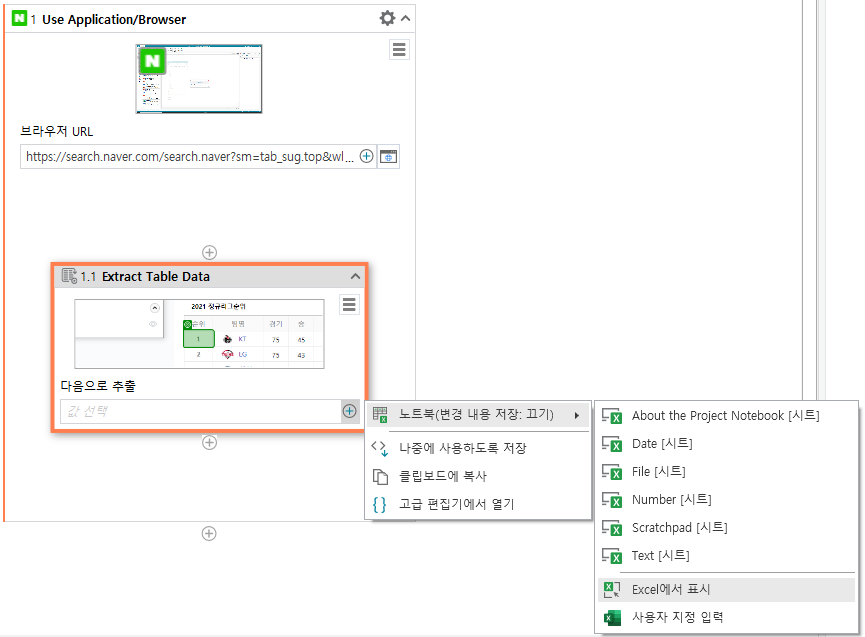 N 1 Use Application/Browser
N
브라우저 URL
https://search.naver.com/search.naver?sm=tab_sug.top&wl...
1.1 Extract Table Data
2021 정규리그순위
순위 팀명 경기 승
1 KT 75 45
2 LG 75 43
다음으로 추출
값 선택
노트북(변경 내용 저장: 끄기)
나중에 사용하도록 저장
클립보드에 복사
고급 편집기에서 열기
About the Project Notebook [시트]
Date [시트]
File [시트]
Number [시트]
Scratchpad [시트]
Text [시트]
Excel에서 표시
사용자 지정 입력